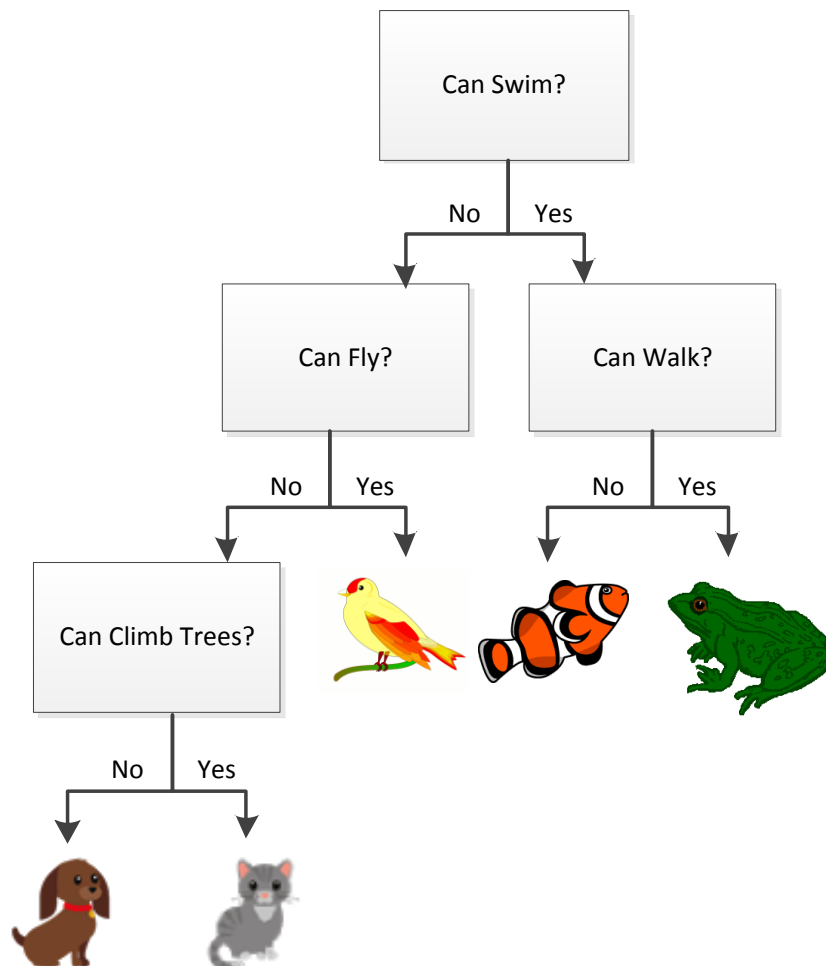 Can Swim?
No Yes
Can Fly?
Can Walk?
No Yes
No Yes
Can Climb Trees?
No Yes